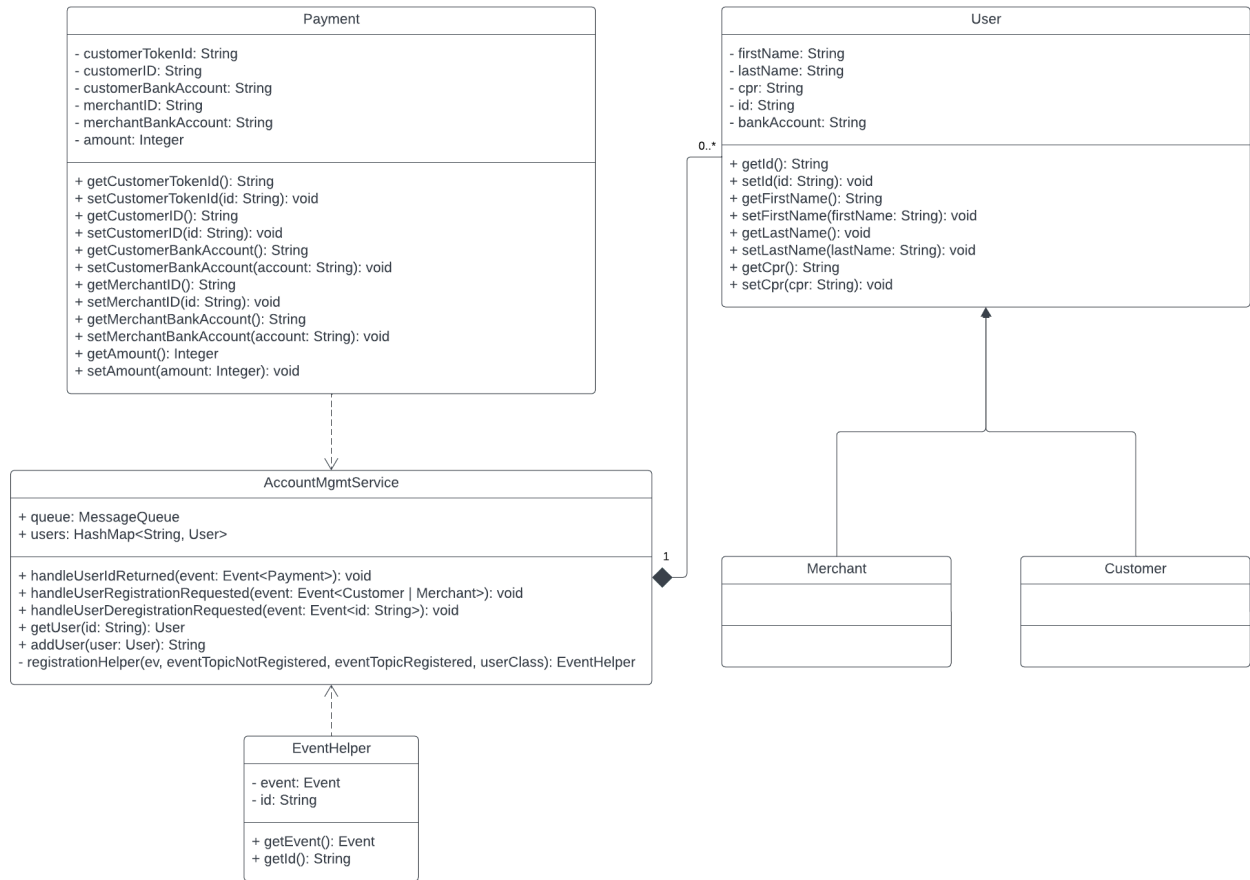 Payment
- customerTokenId: String
- customerID: String
- customerBankAccount: String
- merchantID: String
- merchantBankAccount: String
- amount: Integer
+ getCustomerTokenId(): String
+ setCustomerTokenId(id: String): void
+ getCustomerID(): String
+ setCustomerID(id: String): void
+ getCustomerBankAccount(): String
+ setCustomerBankAccount(account: String): void
+ getMerchantID(): String
+ setMerchantID(id: String): void
+ getMerchantBankAccount(): String
+ setMerchantBankAccount(account: String): void
+ getAmount(): Integer
+ setAmount(amount: Integer): void
User
- firstName: String
- lastName: String
- cpr: String
- id: String
- bankAccount: String
0..*
+ getId(): String
+ setId(id: String): void
+ getFirstName(): String
+ setFirstName(firstName: String): void
+ getLastName(): void
+ setLastName(lastName: String): void
+ getCpr(): String
+ setCpr(cpr: String): void
AccountMgmtService
+ queue: MessageQueue
+ users: HashMap<String, User>
+ handleUserIdReturned(event: Event<Payment>): void
+ handleUserRegistrationRequested(event: Event<Customer | Merchant>): void
+ handleUserDeregistrationRequested(event: Event<id: String>): void
+ getUser(id: String): User
+ addUser(user: User): String
- registrationHelper(ev, eventTopicNotRegistered, eventTopicRegistered, userClass): EventHelper
1
Merchant
Customer
EventHelper
- event: Event
- id: String
+ getEvent(): Event
+ getId(): String